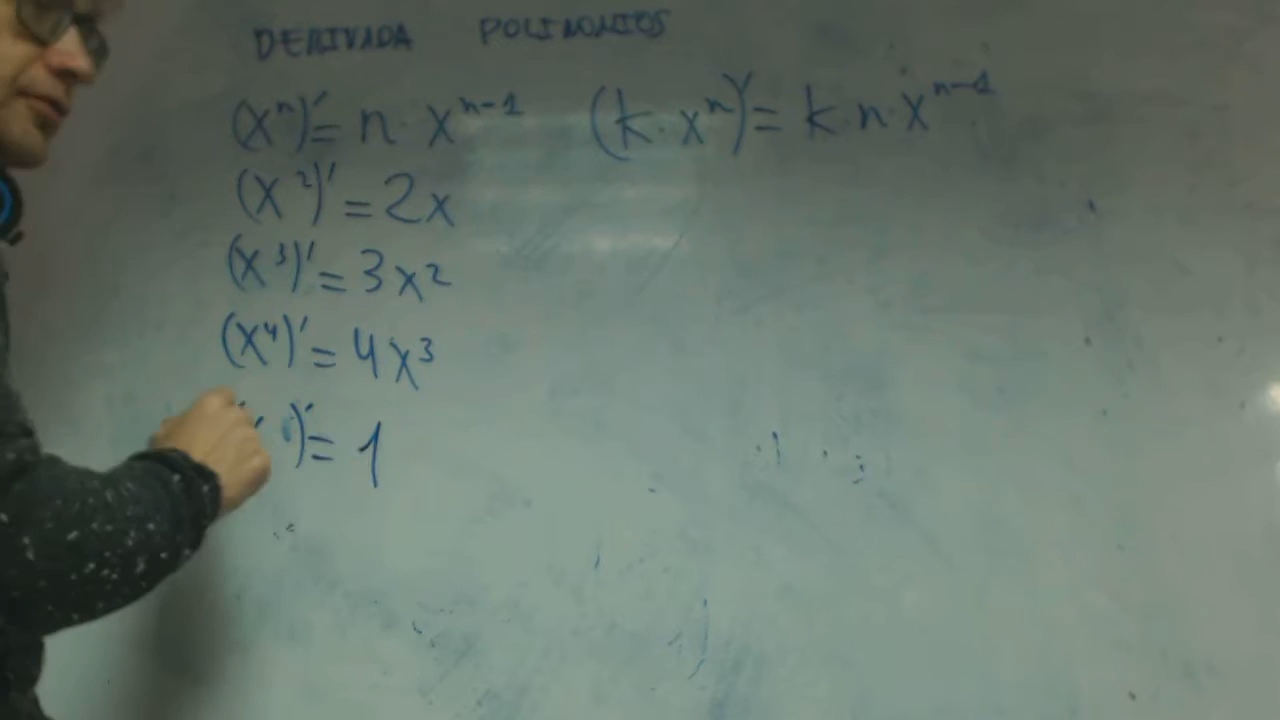 DERIVADA POLINOMIOS
(xⁿ)' = n · xⁿ⁻¹ (k · xⁿ)' = k · n · xⁿ⁻¹
(x²)' = 2x
(x³)' = 3x²
(x⁴)' = 4x³
)' = 1